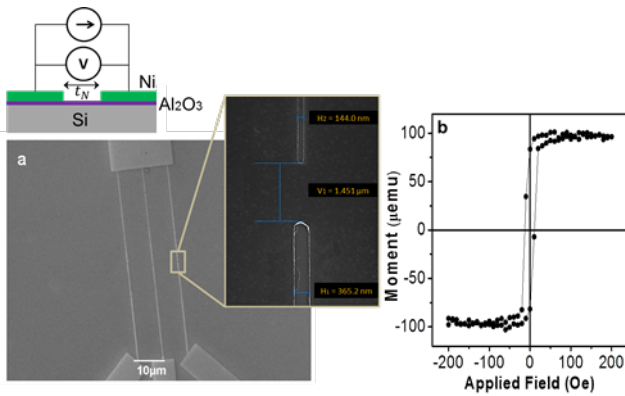 V
t_N
Ni
Al₂O₃
Si
a
10µm
H₂ = 144.0 nm
V₁ = 1.451 µm
H₁ = 365.2 nm
b
Moment (µemu)
100
50
0
-50
-100
-200
-100
0
100
200
Applied Field (Oe)